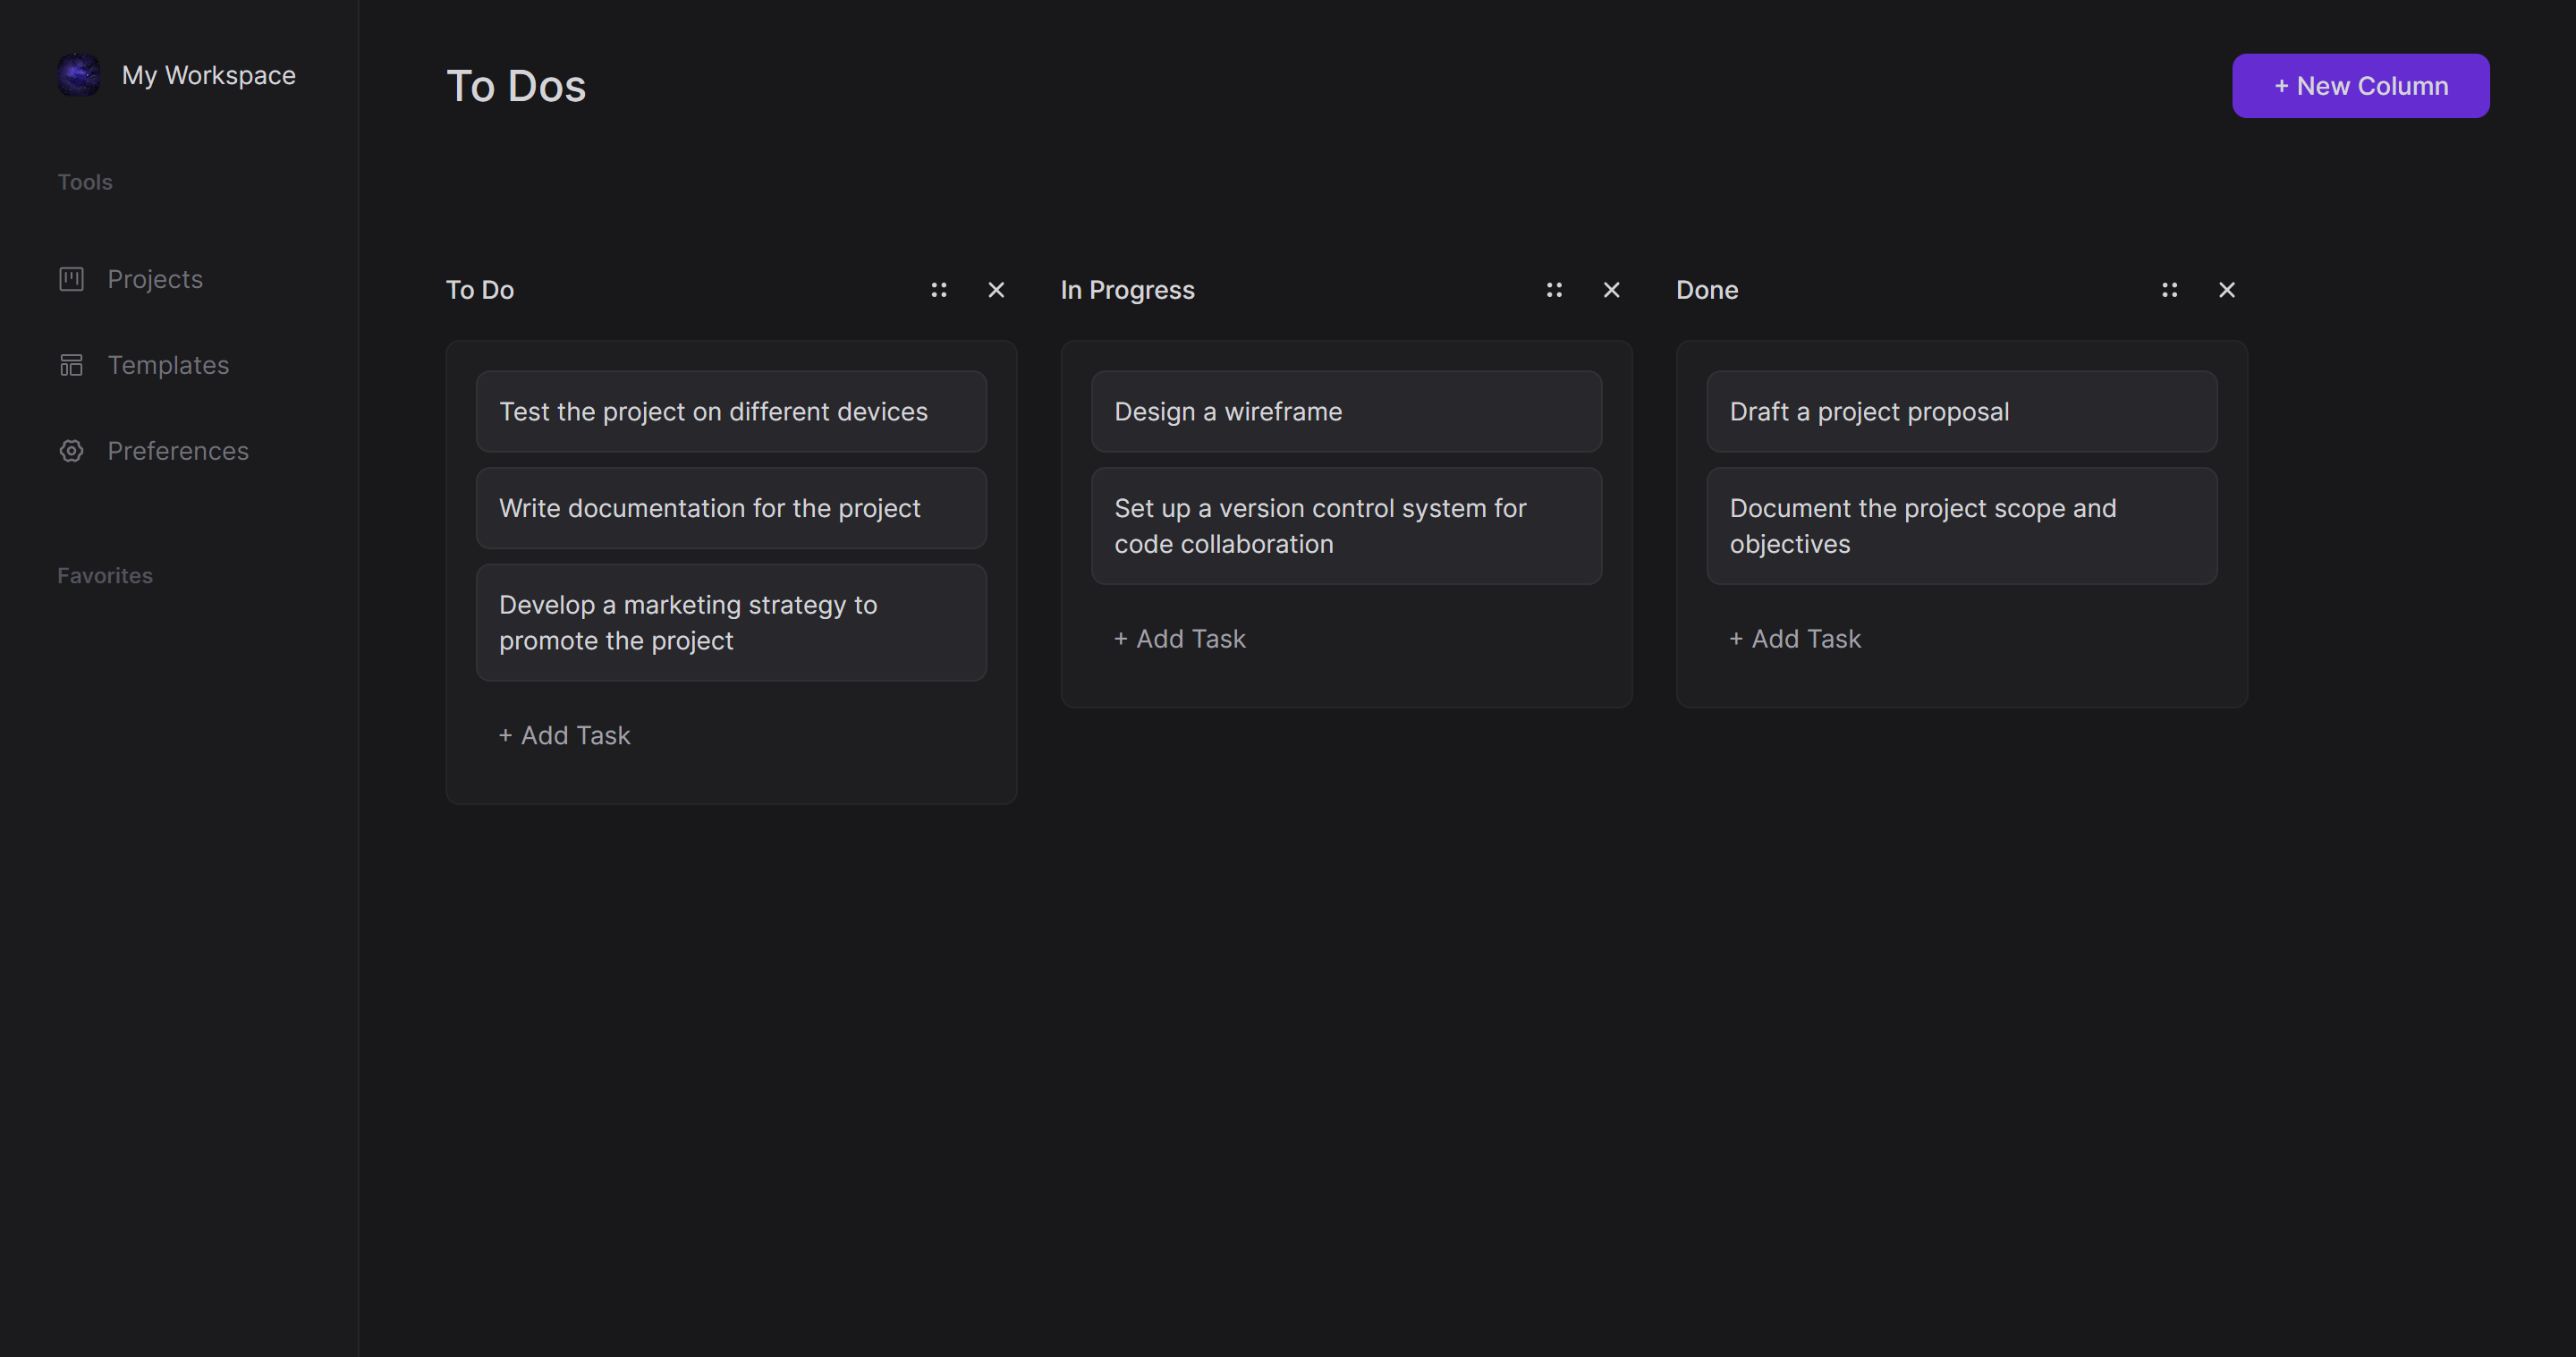 My Workspace
Tools
Projects
Templates
Preferences
Favorites
To Dos
+ New Column
To Do
Test the project on different devices
Write documentation for the project
Develop a marketing strategy to
promote the project
+ Add Task
In Progress
Design a wireframe
Set up a version control system for
code collaboration
+ Add Task
Done
Draft a project proposal
Document the project scope and
objectives
+ Add Task